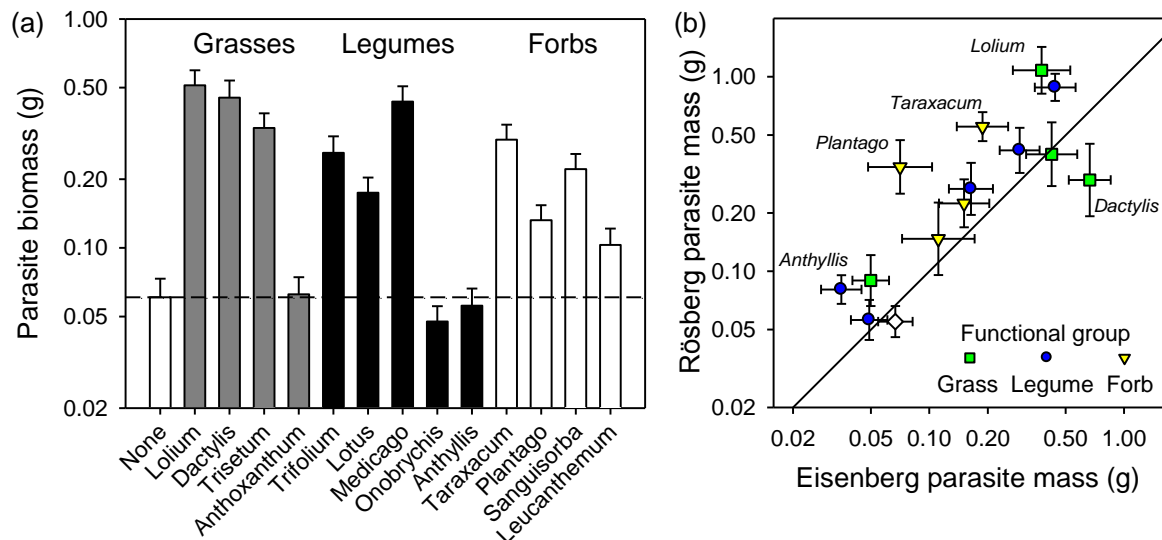 (a)
Grasses Legumes Forbs
Parasite biomass (g)
1.00
0.50
0.20
0.10
0.05
0.02
None
Lolium
Dactylis
Trisetum
Anthoxanthum
Trifolium
Lotus
Medicago
Onobrychis
Anthyllis
Taraxacum
Plantago
Sanguisorba
Leucanthemum
(b)
Rösberg parasite mass (g)
1.00
0.50
0.20
0.10
0.05
0.02
Lolium
Taraxacum
Plantago
Dactylis
Anthyllis
Functional group
Grass Legume Forb
0.02 0.05 0.10 0.20 0.50 1.00
Eisenberg parasite mass (g)